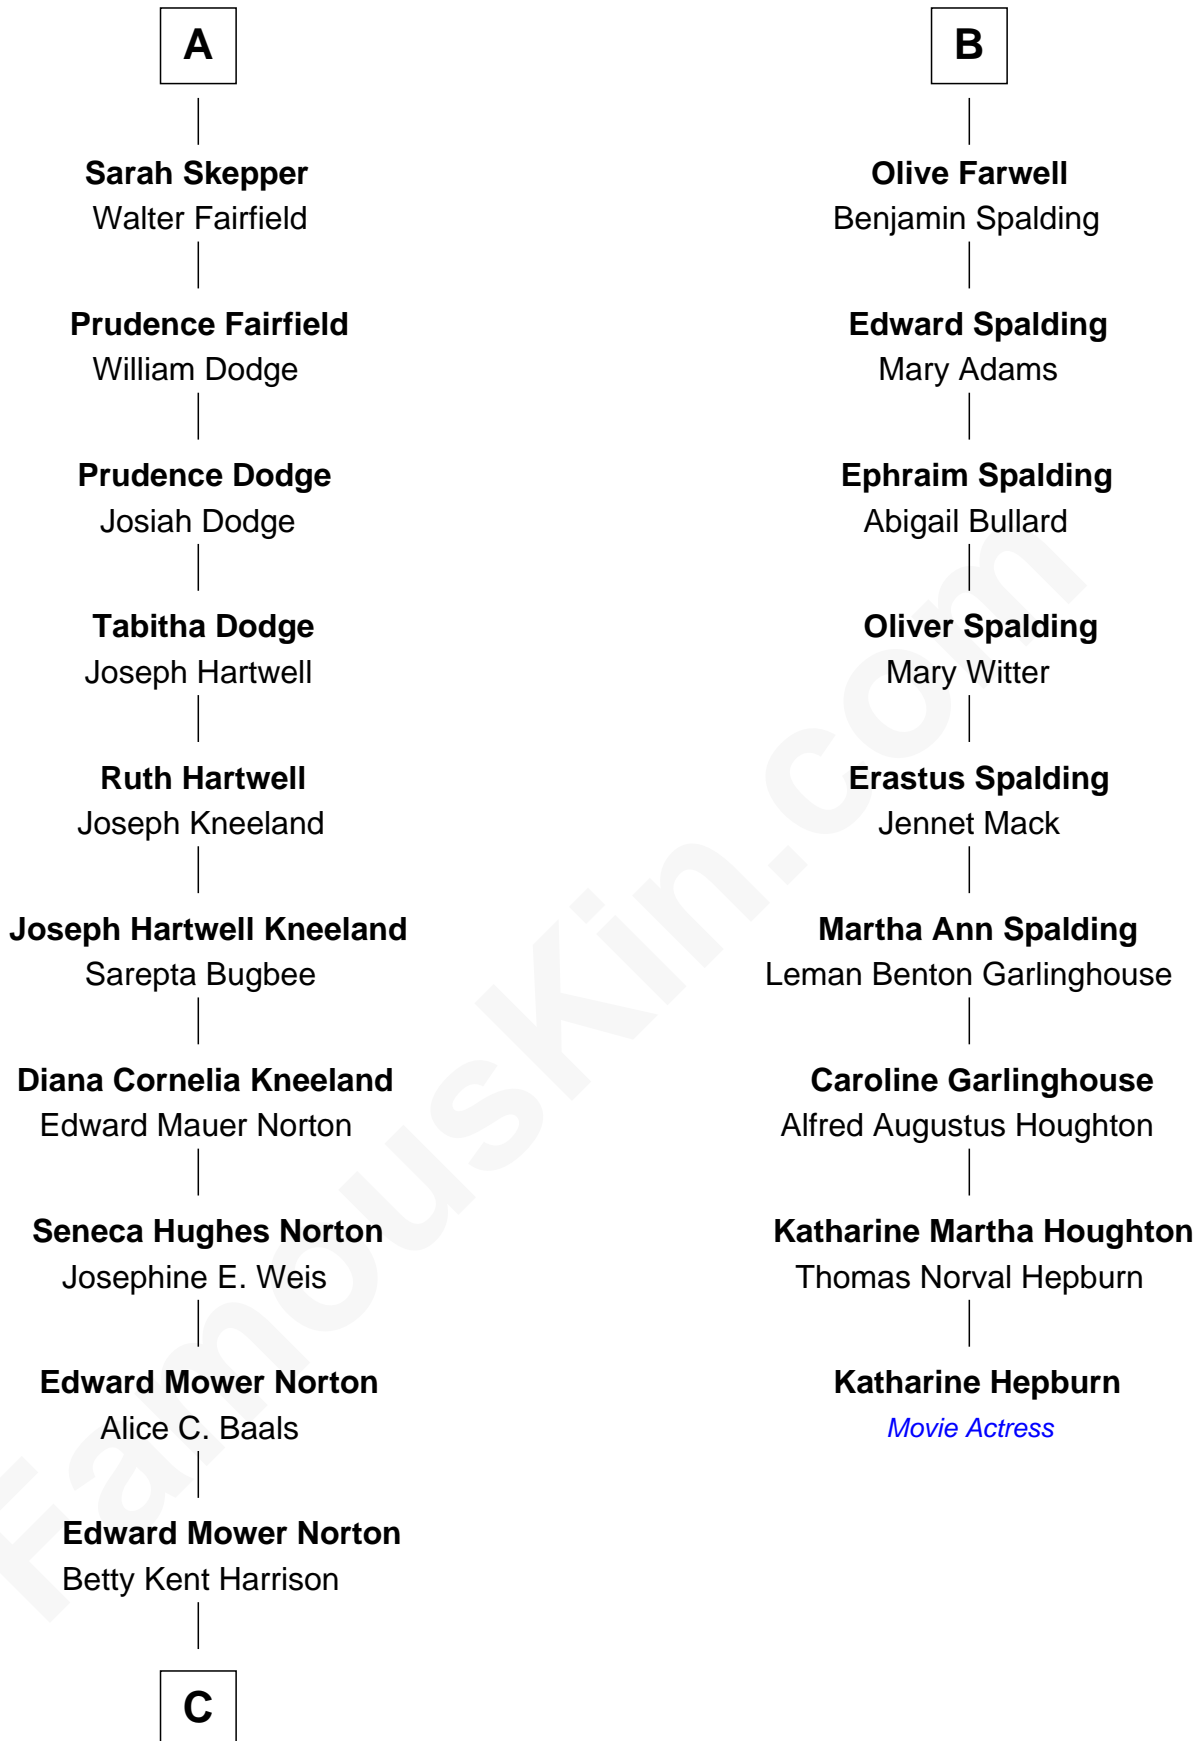 A
Sarah Skepper
Walter Fairfield
Prudence Fairfield
William Dodge
Prudence Dodge
Josiah Dodge
Tabitha Dodge
Joseph Hartwell
Ruth Hartwell
Joseph Kneeland
Joseph Hartwell Kneeland
Sarepta Bugbee
Diana Cornelia Kneeland
Edward Mauer Norton
Seneca Hughes Norton
Josephine E. Weis
Edward Mower Norton
Alice C. Baals
Edward Mower Norton
Betty Kent Harrison
C
B
Olive Farwell
Benjamin Spalding
Edward Spalding
Mary Adams
Ephraim Spalding
Abigail Bullard
Oliver Spalding
Mary Witter
Erastus Spalding
Jennet Mack
Martha Ann Spalding
Leman Benton Garlinghouse
Caroline Garlinghouse
Alfred Augustus Houghton
Katharine Martha Houghton
Thomas Norval Hepburn
Katharine Hepburn
Movie Actress
FamousKin.com